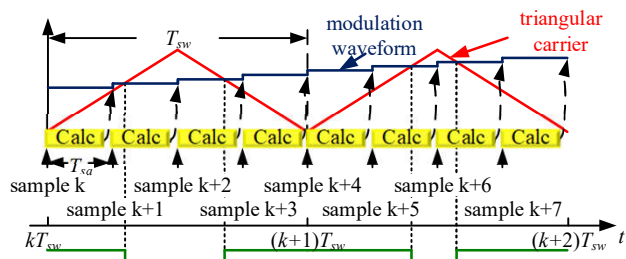 T_sw
modulation waveform
triangular carrier
Calc Calc Calc Calc Calc Calc Calc Calc
T_sa
sample k sample k+2 sample k+4 sample k+6
sample k+1 sample k+3 sample k+5 sample k+7
kT_sw (k+1)T_sw (k+2)T_sw t